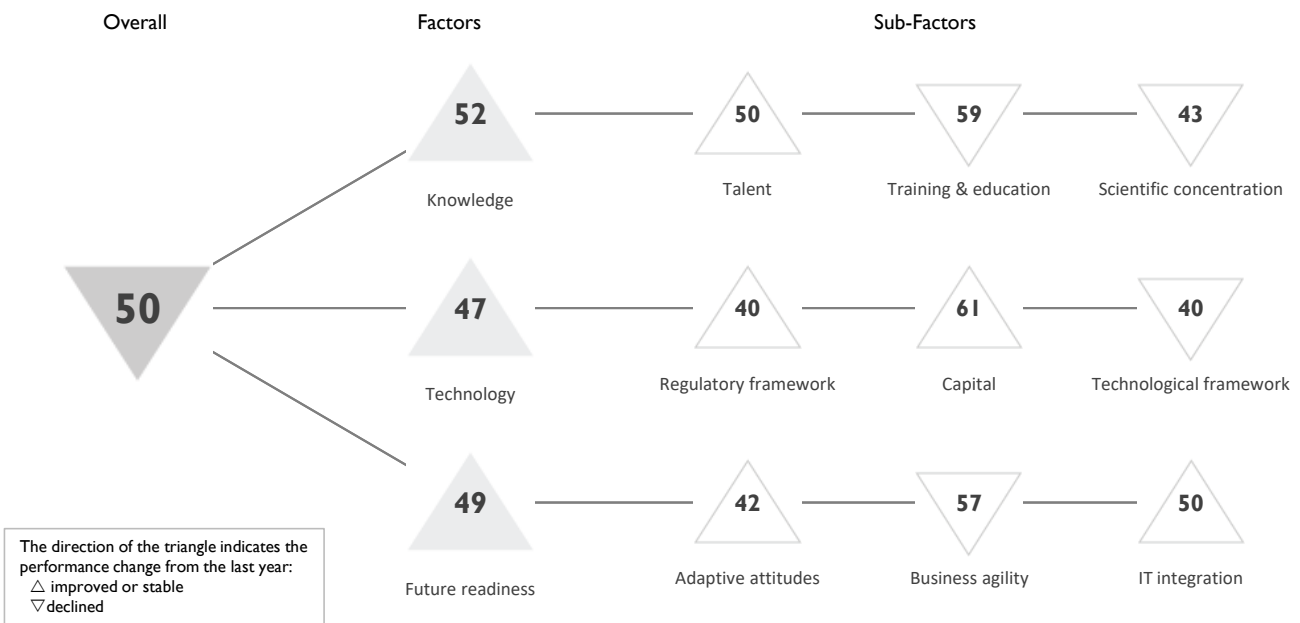 Overall Factors Sub-Factors
52 50 59 43
Knowledge Talent Training & education Scientific concentration
50 47 40 61 40
Technology Regulatory framework Capital Technological framework
49 42 57 50
Future readiness Adaptive attitudes Business agility IT integration
The direction of the triangle indicates the
performance change from the last year:
△ improved or stable
▽ declined